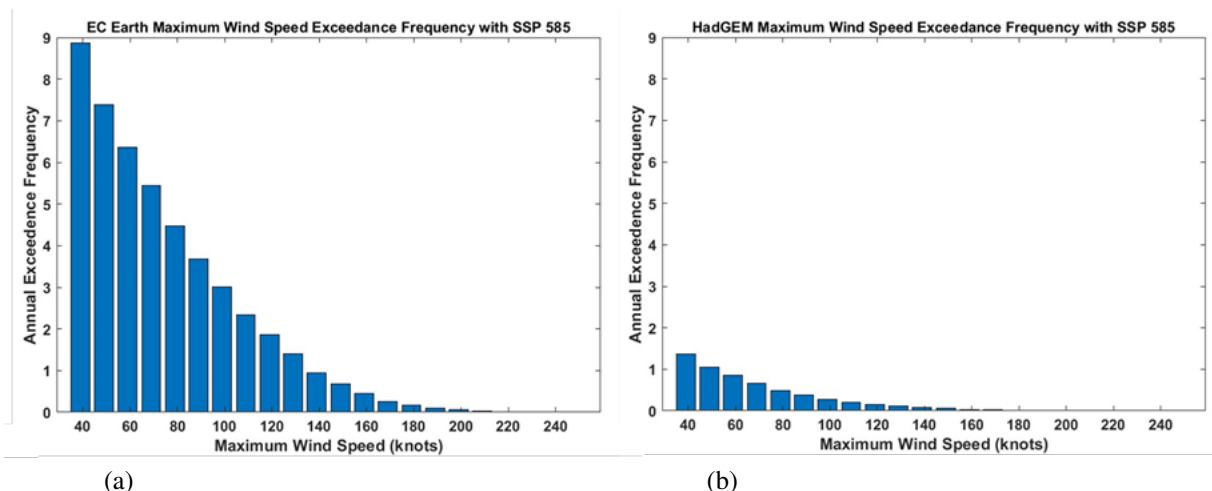 EC Earth Maximum Wind Speed Exceedance Frequency with SSP 585
9
8
7
6
5
4
3
2
1
0
Annual Exceedence Frequency
40 60 80 100 120 140 160 180 200 220 240
Maximum Wind Speed (knots)
(a)
HadGEM Maximum Wind Speed Exceedance Frequency with SSP 585
9
8
7
6
5
4
3
2
1
0
Annual Exceedence Frequency
40 60 80 100 120 140 160 180 200 220 240
Maximum Wind Speed (knots)
(b)